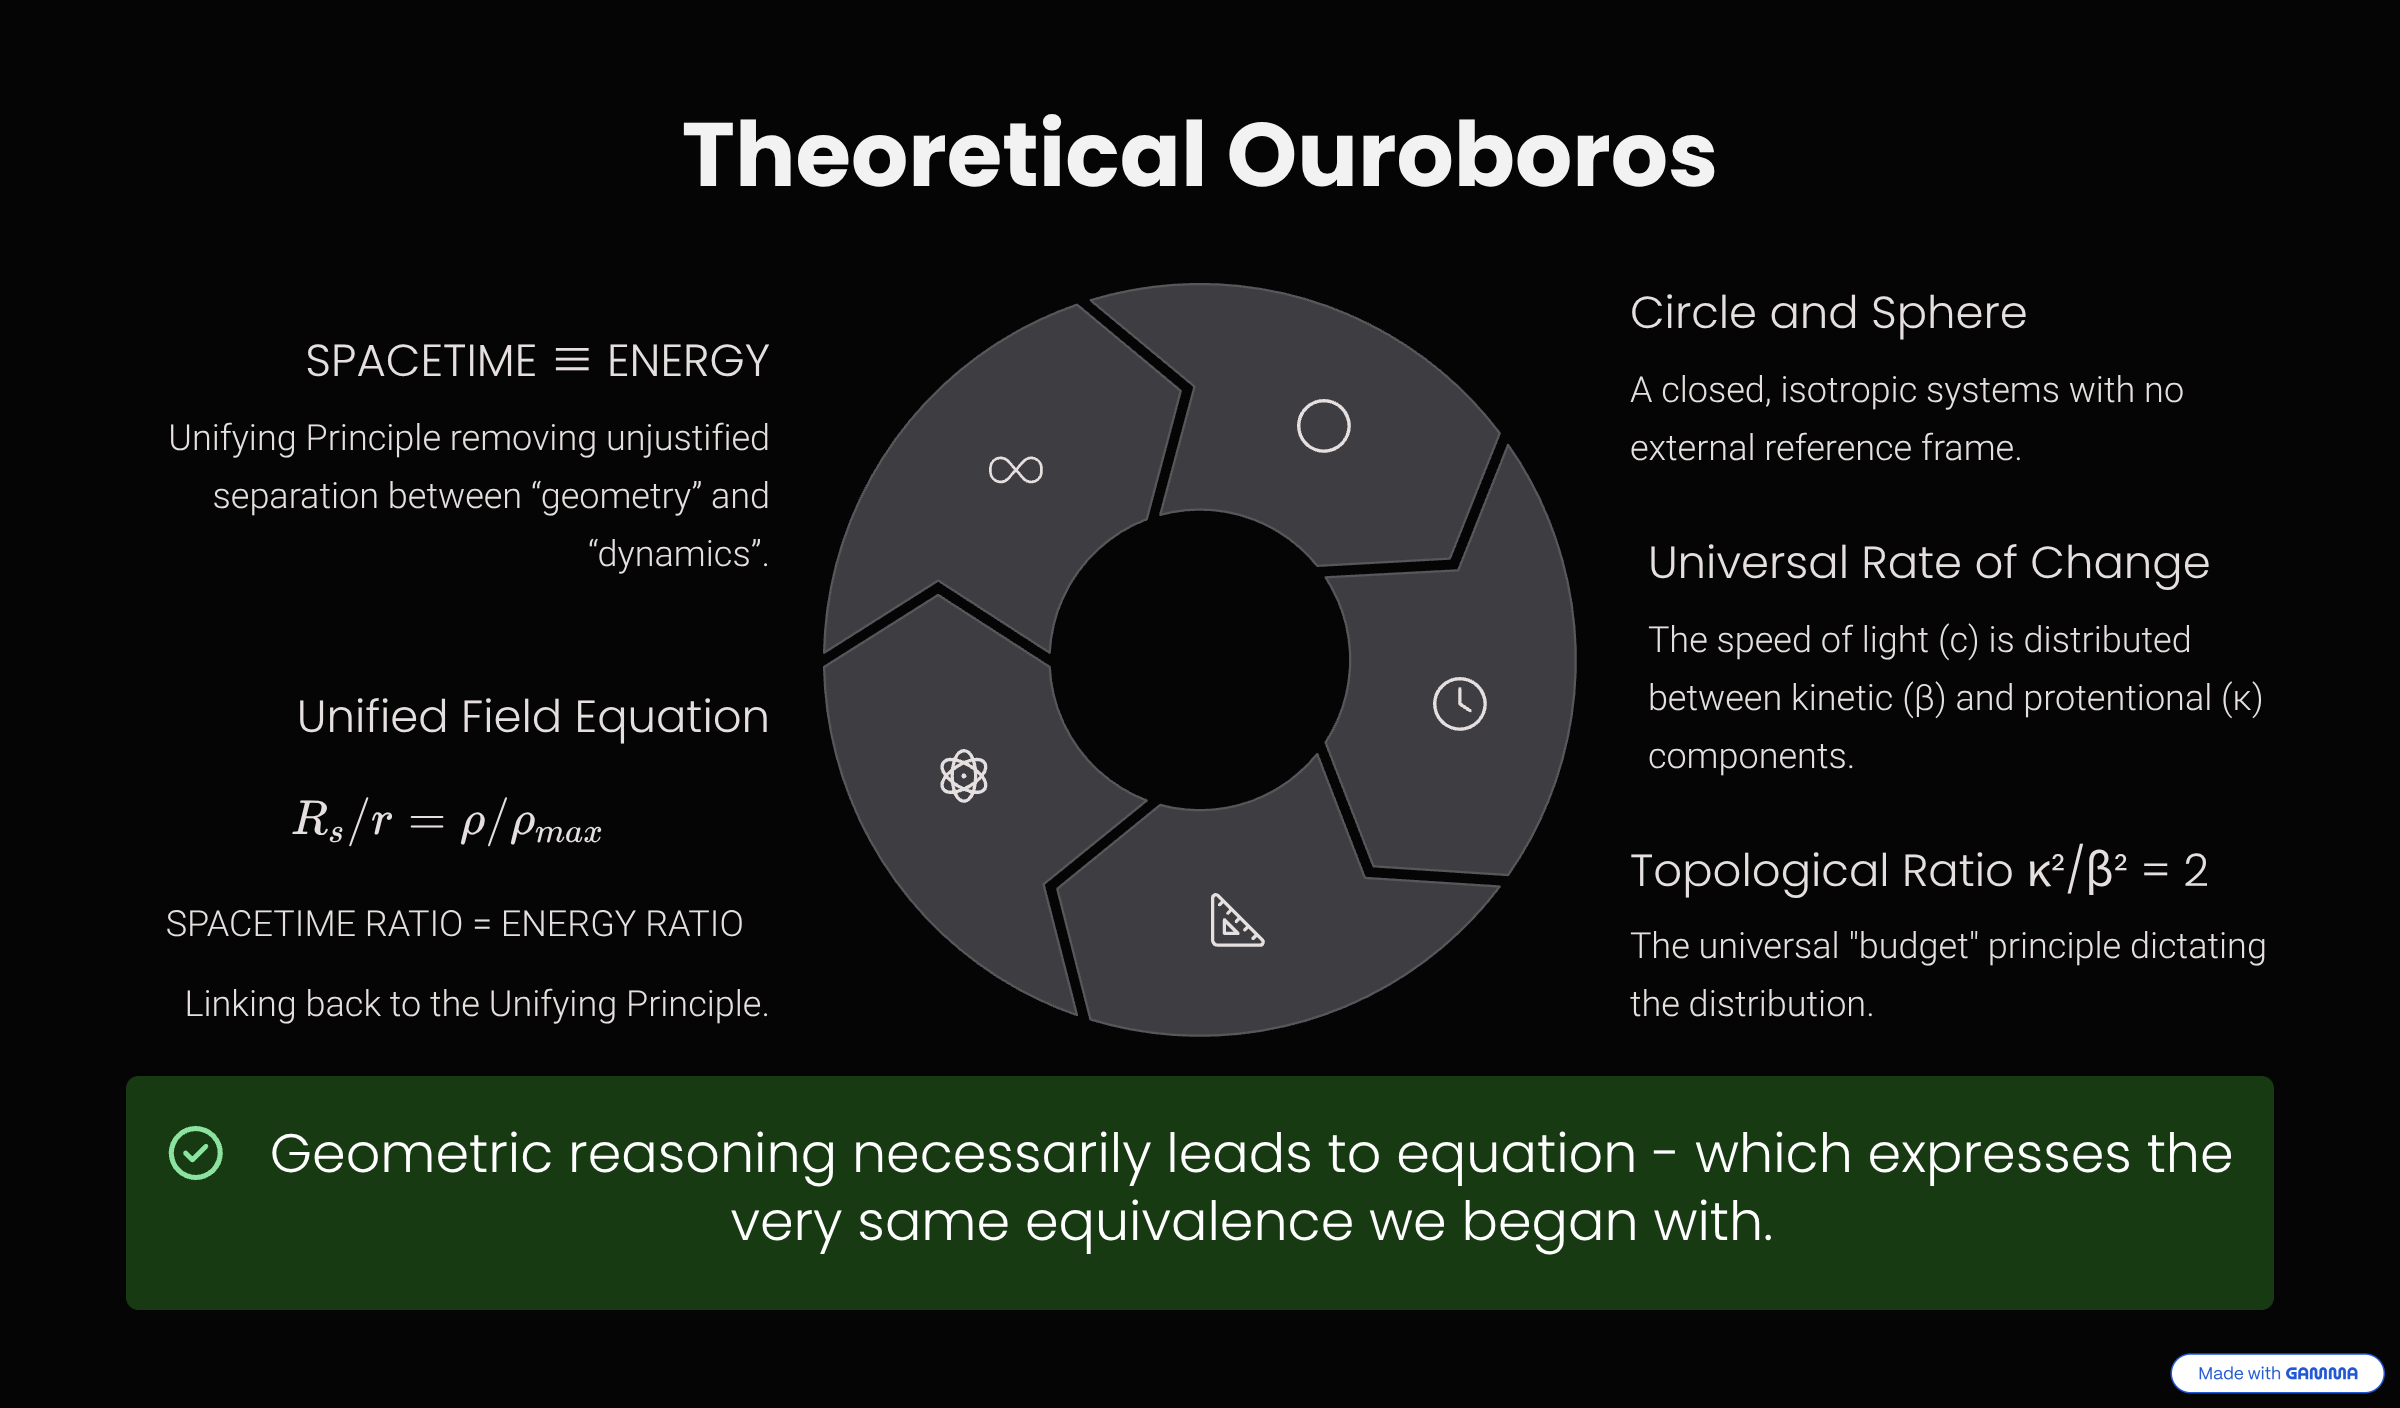 Theoretical Ouroboros
SPACETIME ≡ ENERGY
Unifying Principle removing unjustified
separation between “geometry” and
“dynamics”.
Circle and Sphere
A closed, isotropic systems with no
external reference frame.
Universal Rate of Change
The speed of light (c) is distributed
between kinetic (β) and protentional (κ)
components.
Topological Ratio κ²/β² = 2
The universal "budget" principle dictating
the distribution.
Unified Field Equation
R_s/r = ρ/ρ_max
SPACETIME RATIO = ENERGY RATIO
Linking back to the Unifying Principle.
Geometric reasoning necessarily leads to equation - which expresses the
very same equivalence we began with.
Made with GAMMA